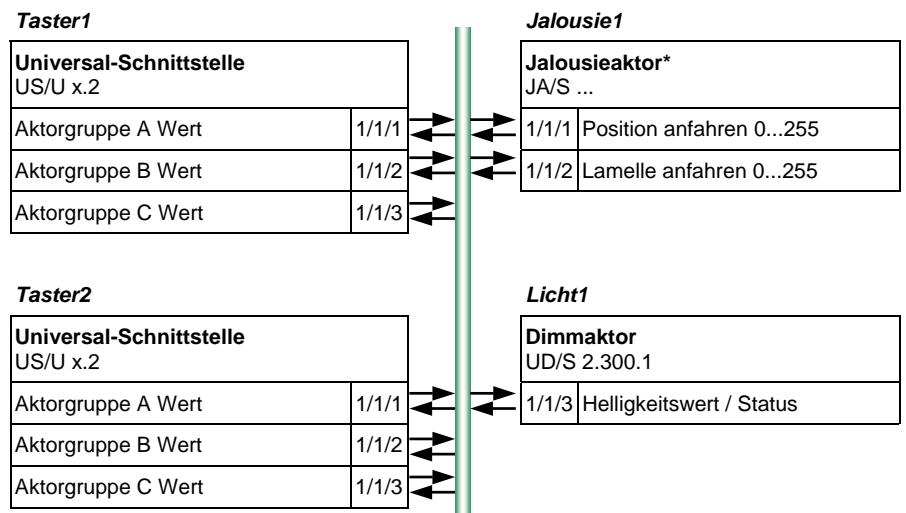 Taster1
Universal-Schnittstelle
US/U x.2
Aktorgruppe A Wert 1/1/1
Aktorgruppe B Wert 1/1/2
Aktorgruppe C Wert 1/1/3
Jalousie1
Jalousieaktor*
JA/S ...
1/1/1 Position anfahren 0...255
1/1/2 Lamelle anfahren 0...255
Taster2
Universal-Schnittstelle
US/U x.2
Aktorgruppe A Wert 1/1/1
Aktorgruppe B Wert 1/1/2
Aktorgruppe C Wert 1/1/3
Licht1
Dimmaktor
UD/S 2.300.1
1/1/3 Helligkeitswert / Status